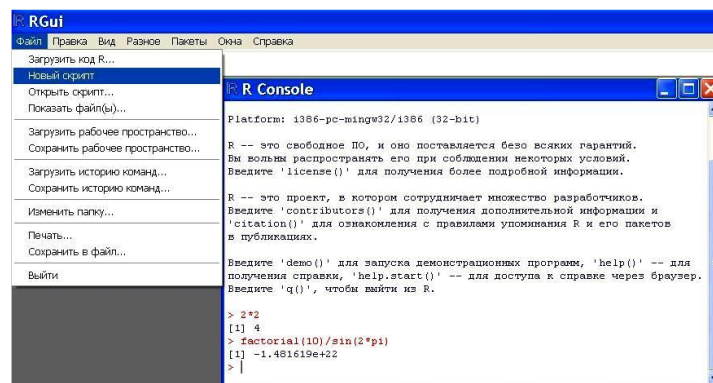 RGui
Файл Правка Вид Разное Пакеты Окна Справка
Загрузить код R...
Новый скрипт
Открыть скрипт...
Показать файл(ы)...
Загрузить рабочее пространство...
Сохранить рабочее пространство...
Загрузить историю команд...
Сохранить историю команд...
Изменить папку...
Печать...
Сохранить в файл...
Выйти
R Console
Platform: i386-pc-mingw32/i386 (32-bit)
R -- это свободное ПО, и оно поставляется безо всяких гарантий.
Вы вольны распространять его при соблюдении некоторых условий.
Введите 'license()' для получения более подробной информации.
R -- это проект, в котором сотрудничает множество разработчиков.
Введите 'contributors()' для получения дополнительной информации и
'citation()' для ознакомления с правилами упоминания R и его пакетов
в публикациях.
Введите 'demo()' для запуска демонстрационных программ, 'help()' -- для
получения справки, 'help.start()' -- для доступа к справке через браузер.
Введите 'q()', чтобы выйти из R.
> 2*2
[1] 4
> factorial(10)/sin(2*pi)
[1] -1.481619e+22
>